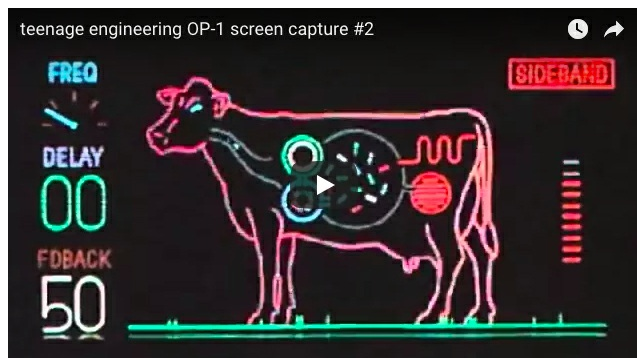 teenage engineering OP-1 screen capture #2
FREQ
SIDEBAND
DELAY
00
FDBACK
50